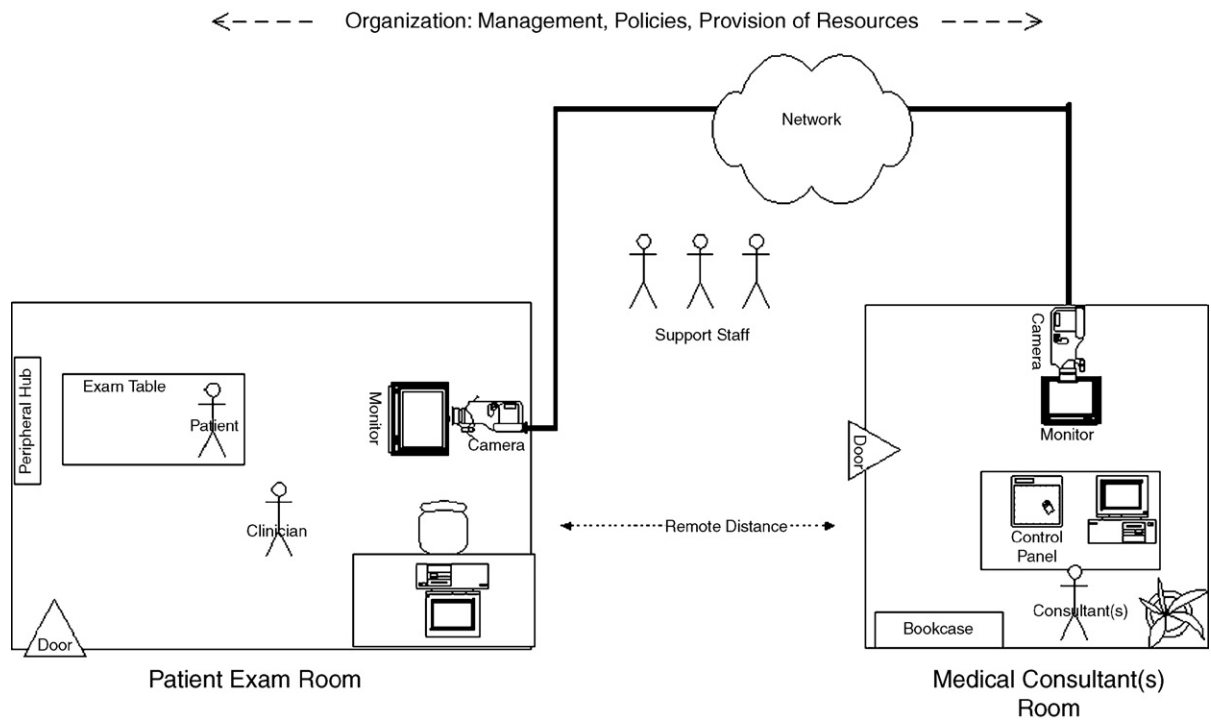 Organization: Management, Policies, Provision of Resources
Network
Support Staff
Peripheral Hub
Exam Table
Patient
Monitor
Camera
Clinician
Door
Patient Exam Room
Remote Distance
Camera
Monitor
Door
Control
Panel
Consultant(s)
Bookcase
Medical Consultant(s)
Room